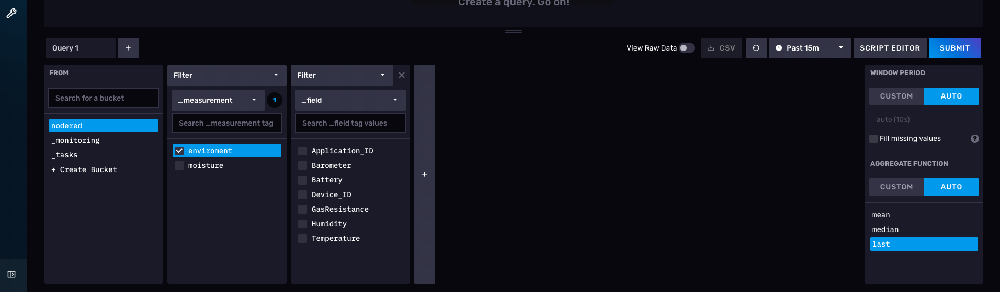 Create a query. Go on!
Query 1
+
View Raw Data
CSV
Past 15m
SCRIPT EDITOR
SUBMIT
FROM
Search for a bucket
nodered
_monitoring
_tasks
+ Create Bucket
Filter
_measurement
1
Search _measurement tag
enviroment
moisture
Filter
_field
Search _field tag values
Application_ID
Barometer
Battery
Device_ID
GasResistance
Humidity
Temperature
+
WINDOW PERIOD
CUSTOM AUTO
auto (10s)
Fill missing values ?
AGGREGATE FUNCTION
CUSTOM AUTO
mean
median
last